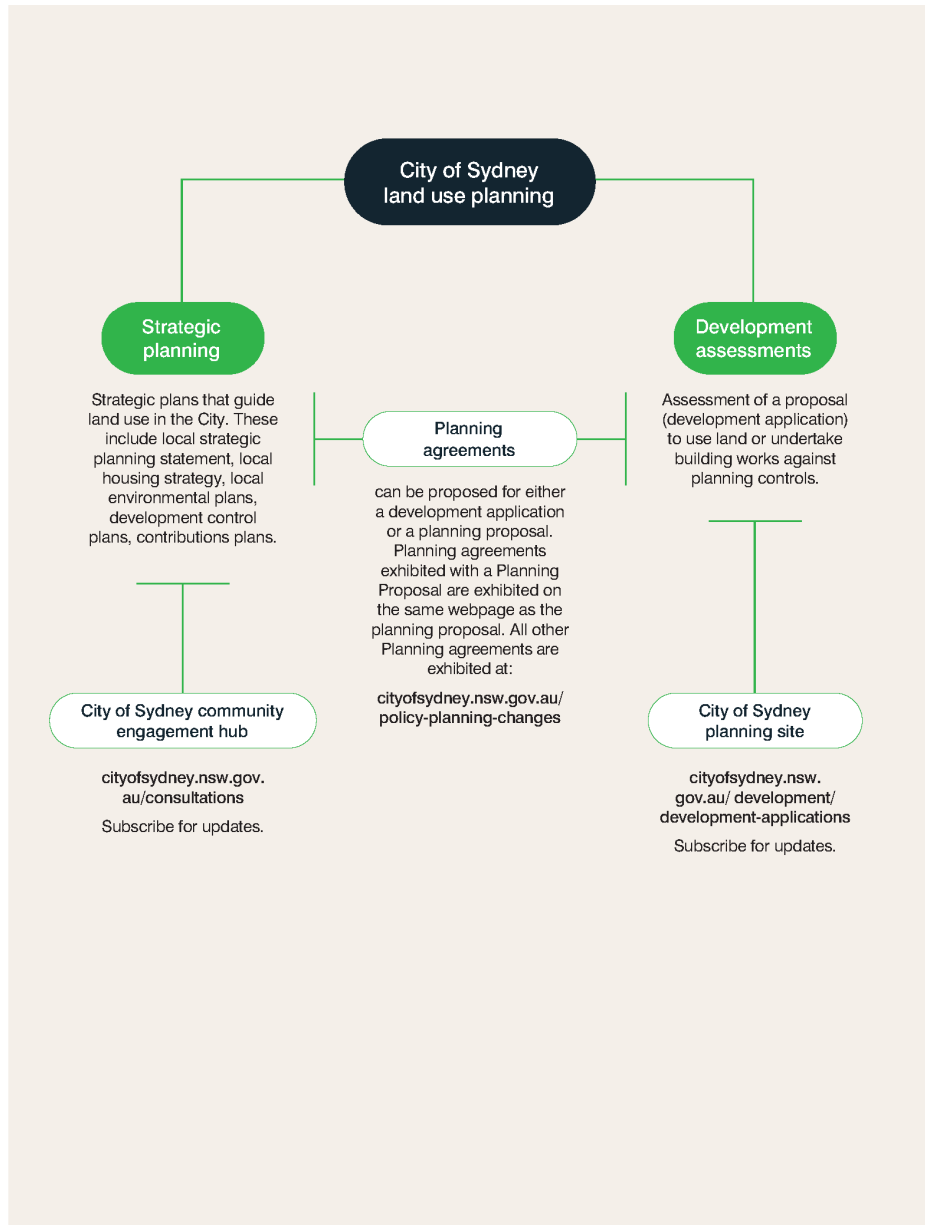 City of Sydney
land use planning
Strategic
planning
Strategic plans that guide
land use in the City. These
include local strategic
planning statement, local
housing strategy, local
environmental plans,
development control
plans, contributions plans.
City of Sydney community
engagement hub
cityofsydney.nsw.gov.
au/consultations
Subscribe for updates.
Planning
agreements
can be proposed for either
a development application
or a planning proposal.
Planning agreements
exhibited with a Planning
Proposal are exhibited on
the same webpage as the
planning proposal. All other
Planning agreements are
exhibited at:
cityofsydney.nsw.gov.au/
policy-planning-changes
Development
assessments
Assessment of a proposal
(development application)
to use land or undertake
building works against
planning controls.
City of Sydney
planning site
cityofsydney.nsw.
gov.au/ development/
development-applications
Subscribe for updates.